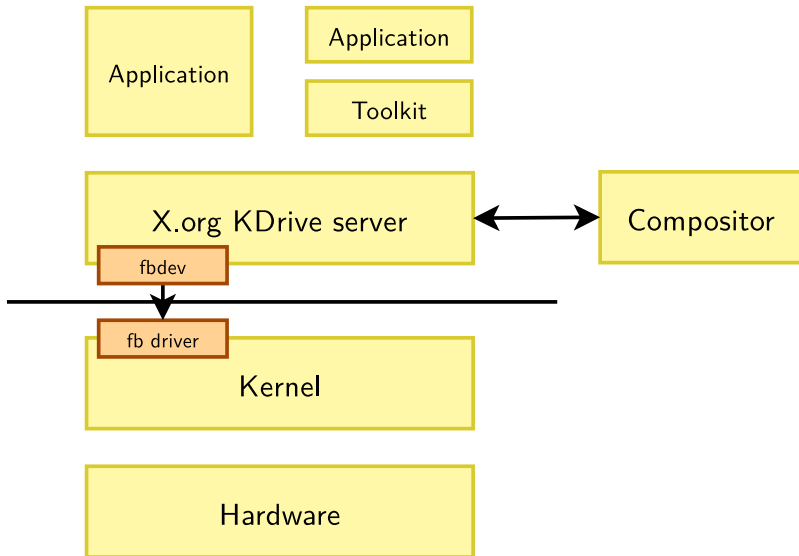 Application
Application
Toolkit
X.org KDrive server
Compositor
fbdev
fb driver
Kernel
Hardware